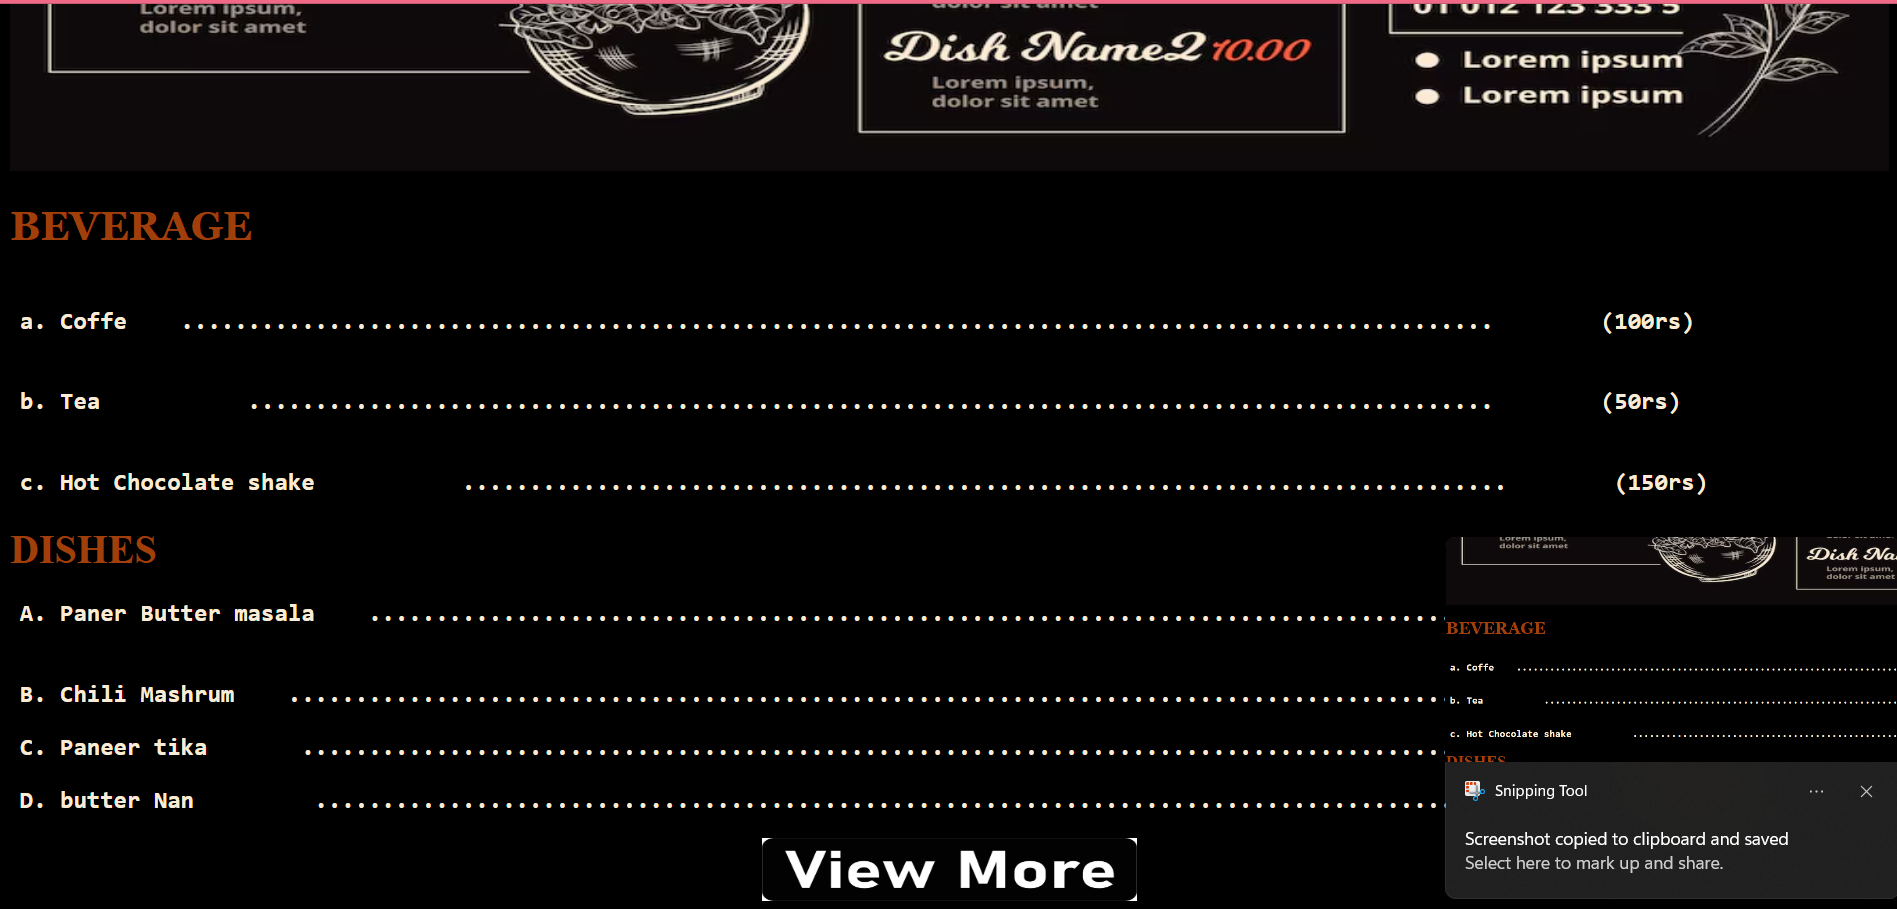 Lorem ipsum,
dolor sit amet
dolor sit amet
Dish Name2 10.00
Lorem ipsum,
dolor sit amet
01 012 123 333 5
Lorem ipsum
Lorem ipsum
BEVERAGE
a. Coffe .................................................................................................. (100rs)
b. Tea ............................................................................................. (50rs)
c. Hot Chocolate shake .............................................................................. (150rs)
DISHES
A. Paner Butter masala .................................................................................
B. Chili Mashrum .......................................................................................
C. Paneer tika ......................................................................................
D. butter Nan .....................................................................................
View More
Lorem ipsum,
dolor sit amet
Dish Na
Lorem ipsum,
dolor sit amet
BEVERAGE
a. Coffe ......................................................................
b. Tea .................................................................
c. Hot Chocolate shake ................................................
DISHES
Snipping Tool
Screenshot copied to clipboard and saved
Select here to mark up and share.